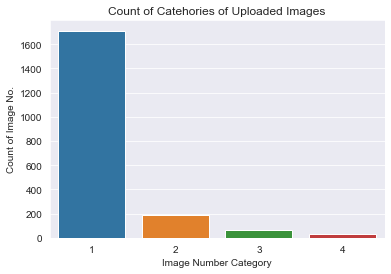 Count of Catehories of Uploaded Images
Count of Image No.
1600
1400
1200
1000
800
600
400
200
0
1 2 3 4
Image Number Category